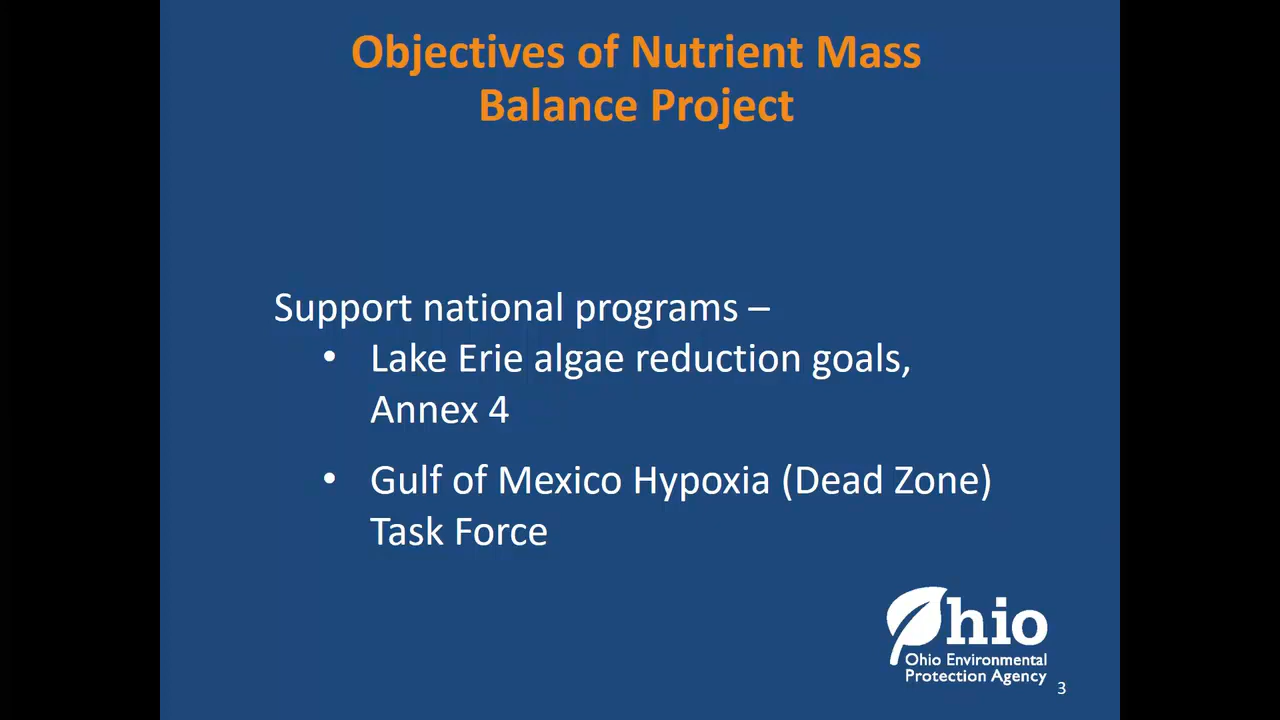 Objectives of Nutrient Mass
Balance Project
Support national programs –
• Lake Erie algae reduction goals,
Annex 4
• Gulf of Mexico Hypoxia (Dead Zone)
Task Force
Ohio
Ohio Environmental
Protection Agency
3